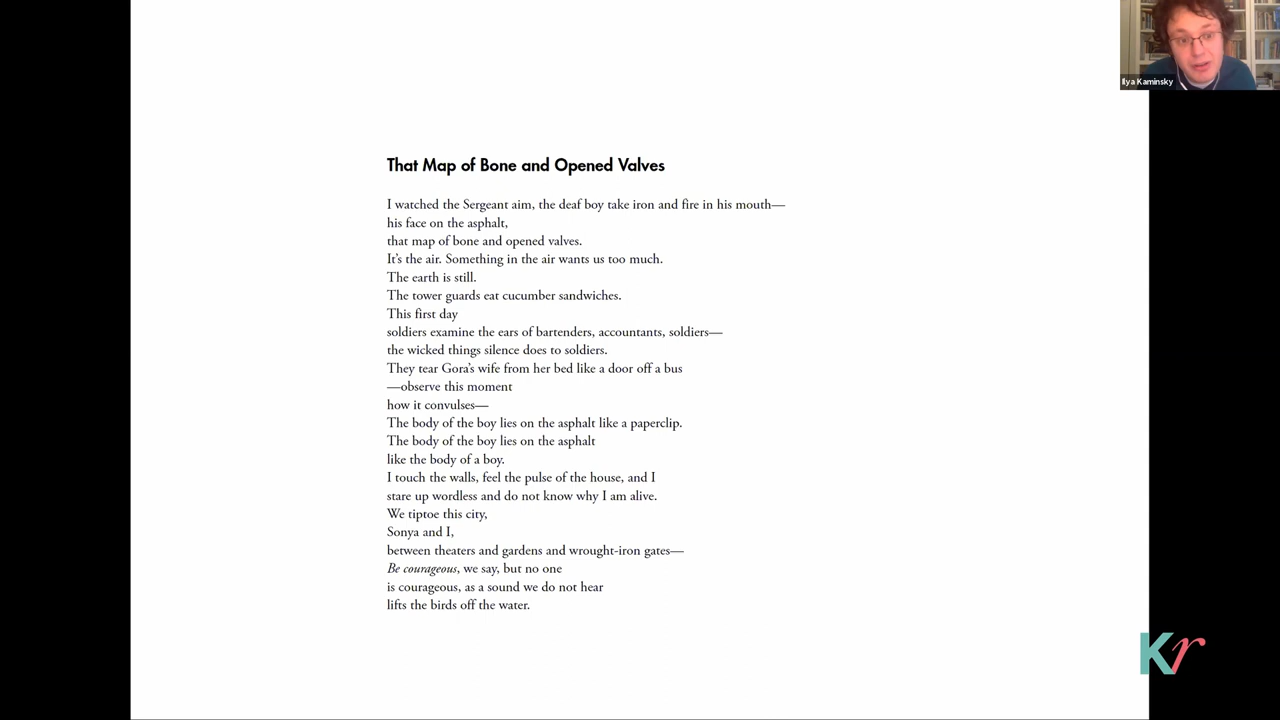 Ilya Kaminsky
That Map of Bone and Opened Valves
I watched the Sergeant aim, the deaf boy take iron and fire in his mouth—
his face on the asphalt,
that map of bone and opened valves.
It’s the air. Something in the air wants us too much.
The earth is still.
The tower guards eat cucumber sandwiches.
This first day
soldiers examine the ears of bartenders, accountants, soldiers—
the wicked things silence does to soldiers.
They tear Gora’s wife from her bed like a door off a bus
—observe this moment
how it convulses—
The body of the boy lies on the asphalt like a paperclip.
The body of the boy lies on the asphalt
like the body of a boy.
I touch the walls, feel the pulse of the house, and I
stare up wordless and do not know why I am alive.
We tiptoe this city,
Sonya and I,
between theaters and gardens and wrought-iron gates—
Be courageous, we say, but no one
is courageous, as a sound we do not hear
lifts the birds off the water.
Kr